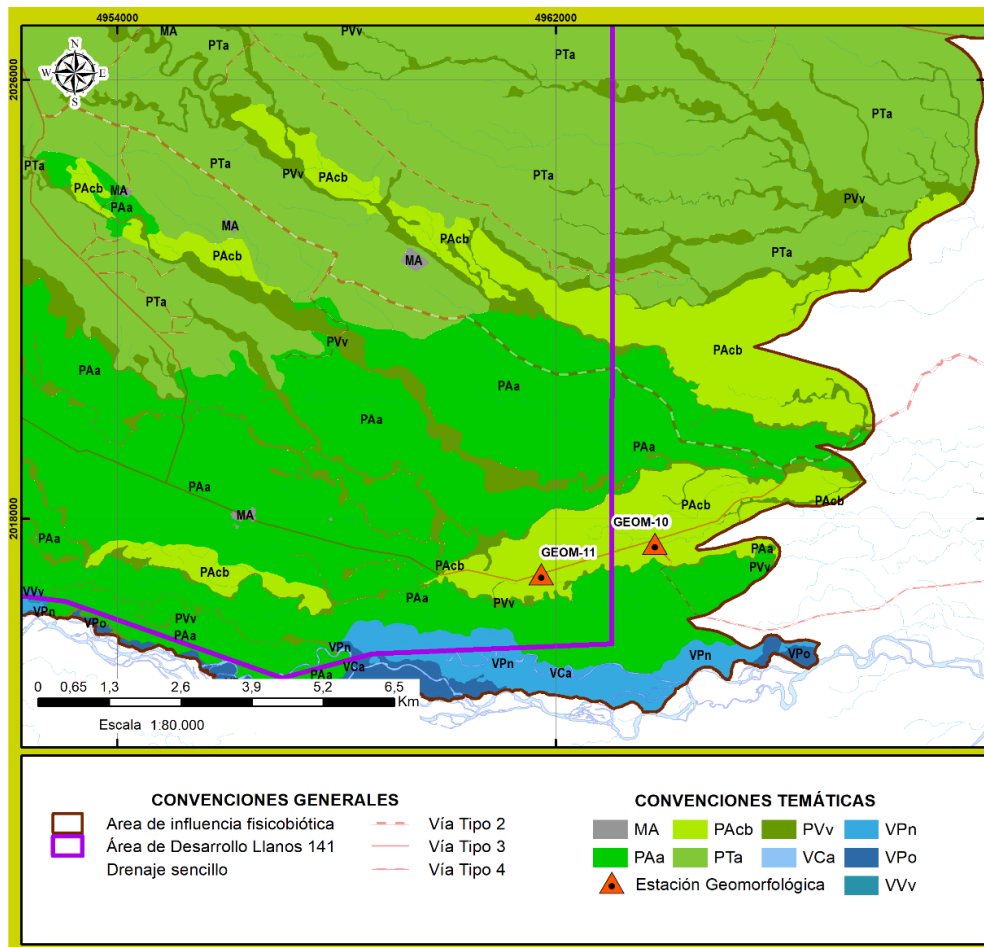 4954000
4962000
2026000
2018000
N
W E
S
MA
PTa
PVv
PTa
PTa
PAcb
PVv
PTa
PTa
PAcb
MA
PAa
PTa
PVv
MA
PAcb
PAcb
MA
PTa
PTa
PVv
PAcb
PAa
PAa
PAa
PAa
PAa
PAcb
PAcb
MA
GEOM-10
GEOM-11
PAa
PAcb
PAa
PVv
PAcb
PAa
PVv
VVv
VPn
VPo
PVv
PAa
VPn
VCa
PAa
VPn
VCa
VPn
VPo
0 0,65 1,3 2,6 3,9 5,2 6,5
Km
Escala 1:80.000
CONVENCIONES GENERALES
Area de influencia fisicobiótica
Área de Desarrollo Llanos 141
Drenaje sencillo
Vía Tipo 2
Vía Tipo 3
Vía Tipo 4
CONVENCIONES TEMÁTICAS
MA PAcb PVv VPn
PAa PTa VCa VPo
Estación Geomorfológica VVv